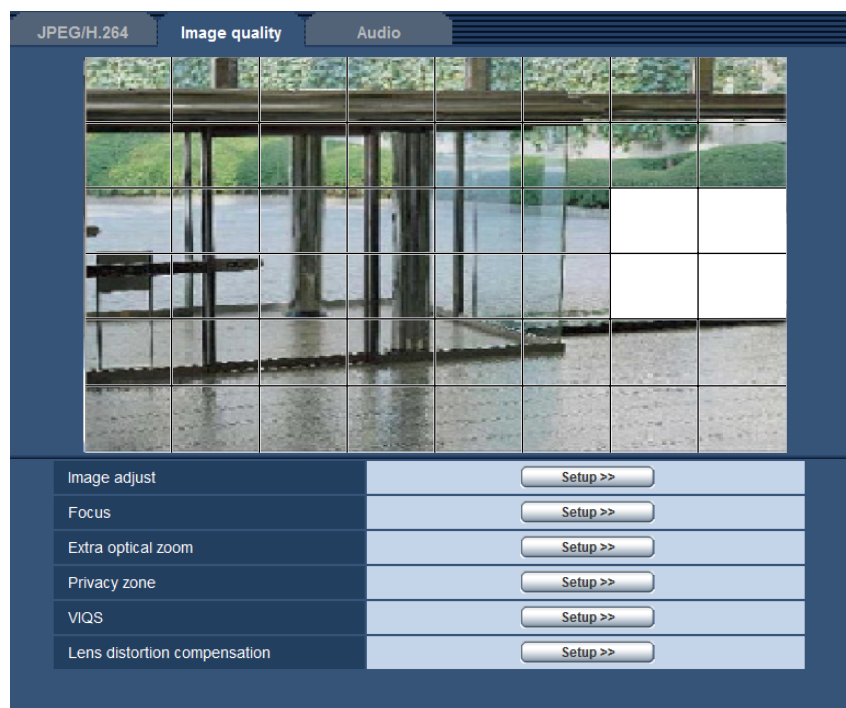 JPEG/H.264 Image quality Audio
Image adjust Setup >>
Focus Setup >>
Extra optical zoom Setup >>
Privacy zone Setup >>
VIQS Setup >>
Lens distortion compensation Setup >>